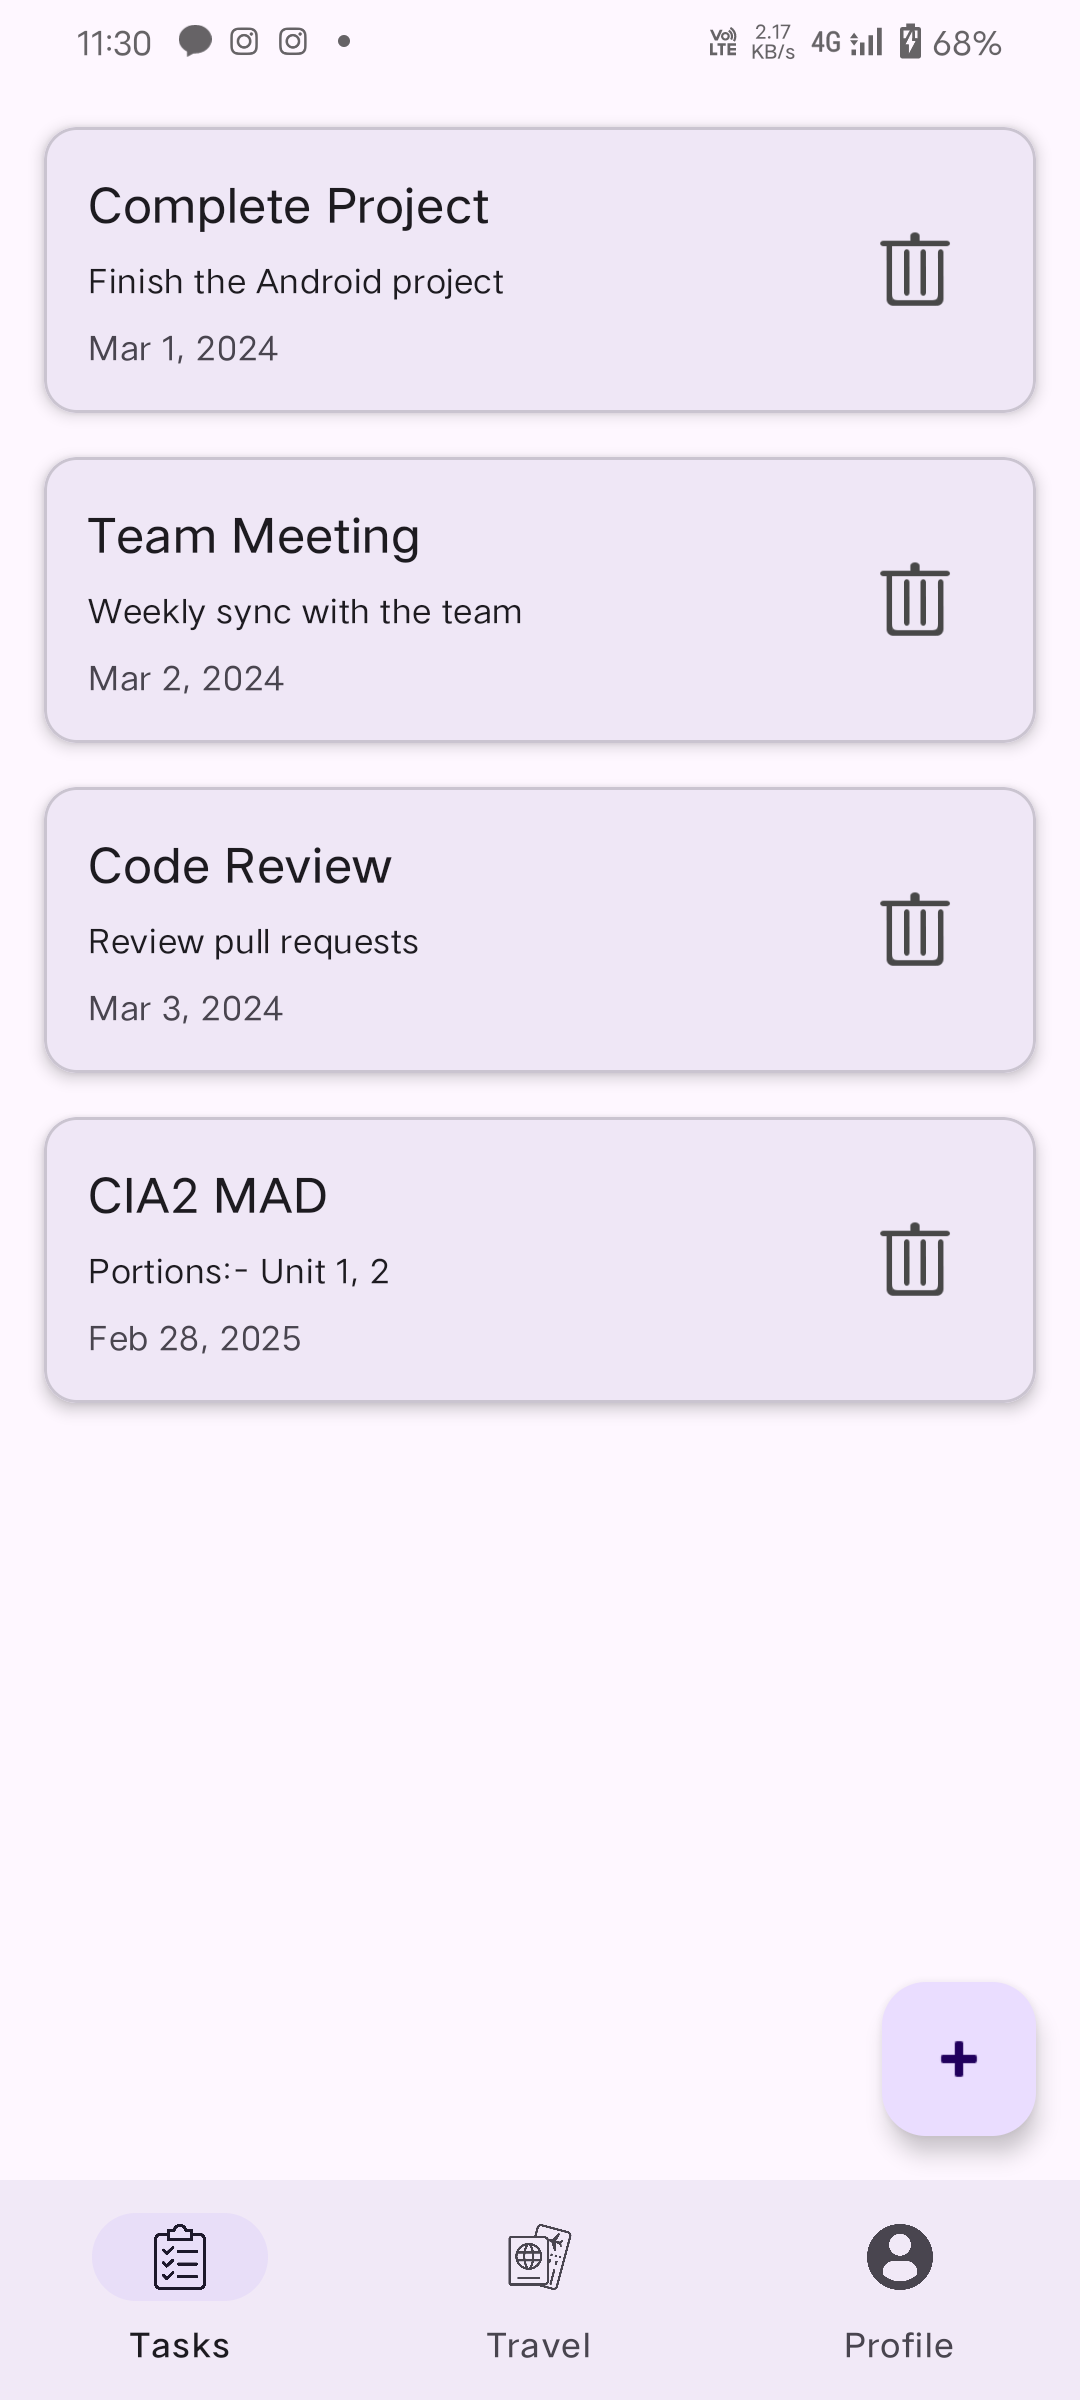 11:30
Vo)) LTE
2.17 KB/s
4G
68%
Complete Project
Finish the Android project
Mar 1, 2024
Team Meeting
Weekly sync with the team
Mar 2, 2024
Code Review
Review pull requests
Mar 3, 2024
CIA2 MAD
Portions:- Unit 1, 2
Feb 28, 2025
Tasks
Travel
Profile